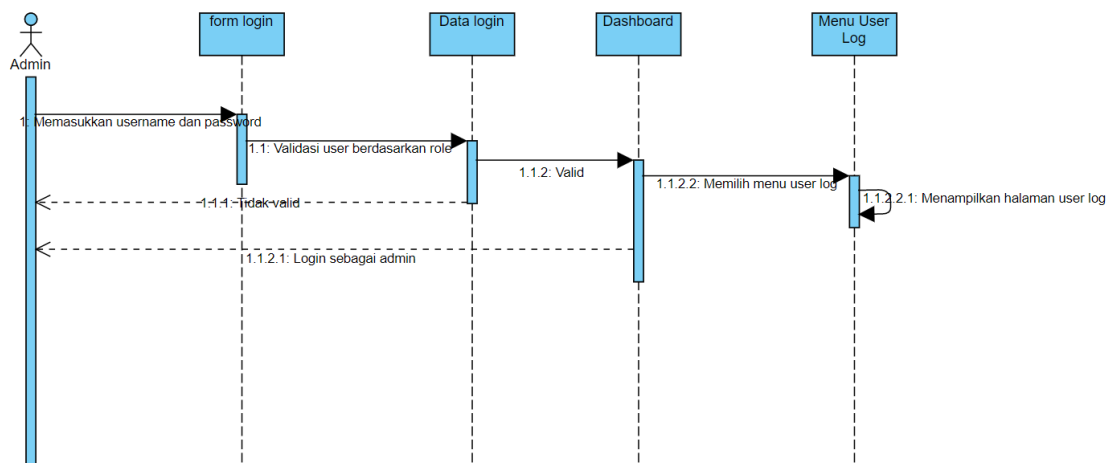 Admin
form login
Data login
Dashboard
Menu User
Log
1: Memasukkan username dan password
1.1: Validasi user berdasarkan role
1.1.2: Valid
1.1.2.2: Memilih menu user log
1.1.2.2.1: Menampilkan halaman user log
1.1.1: Tidak valid
1.1.2.1: Login sebagai admin